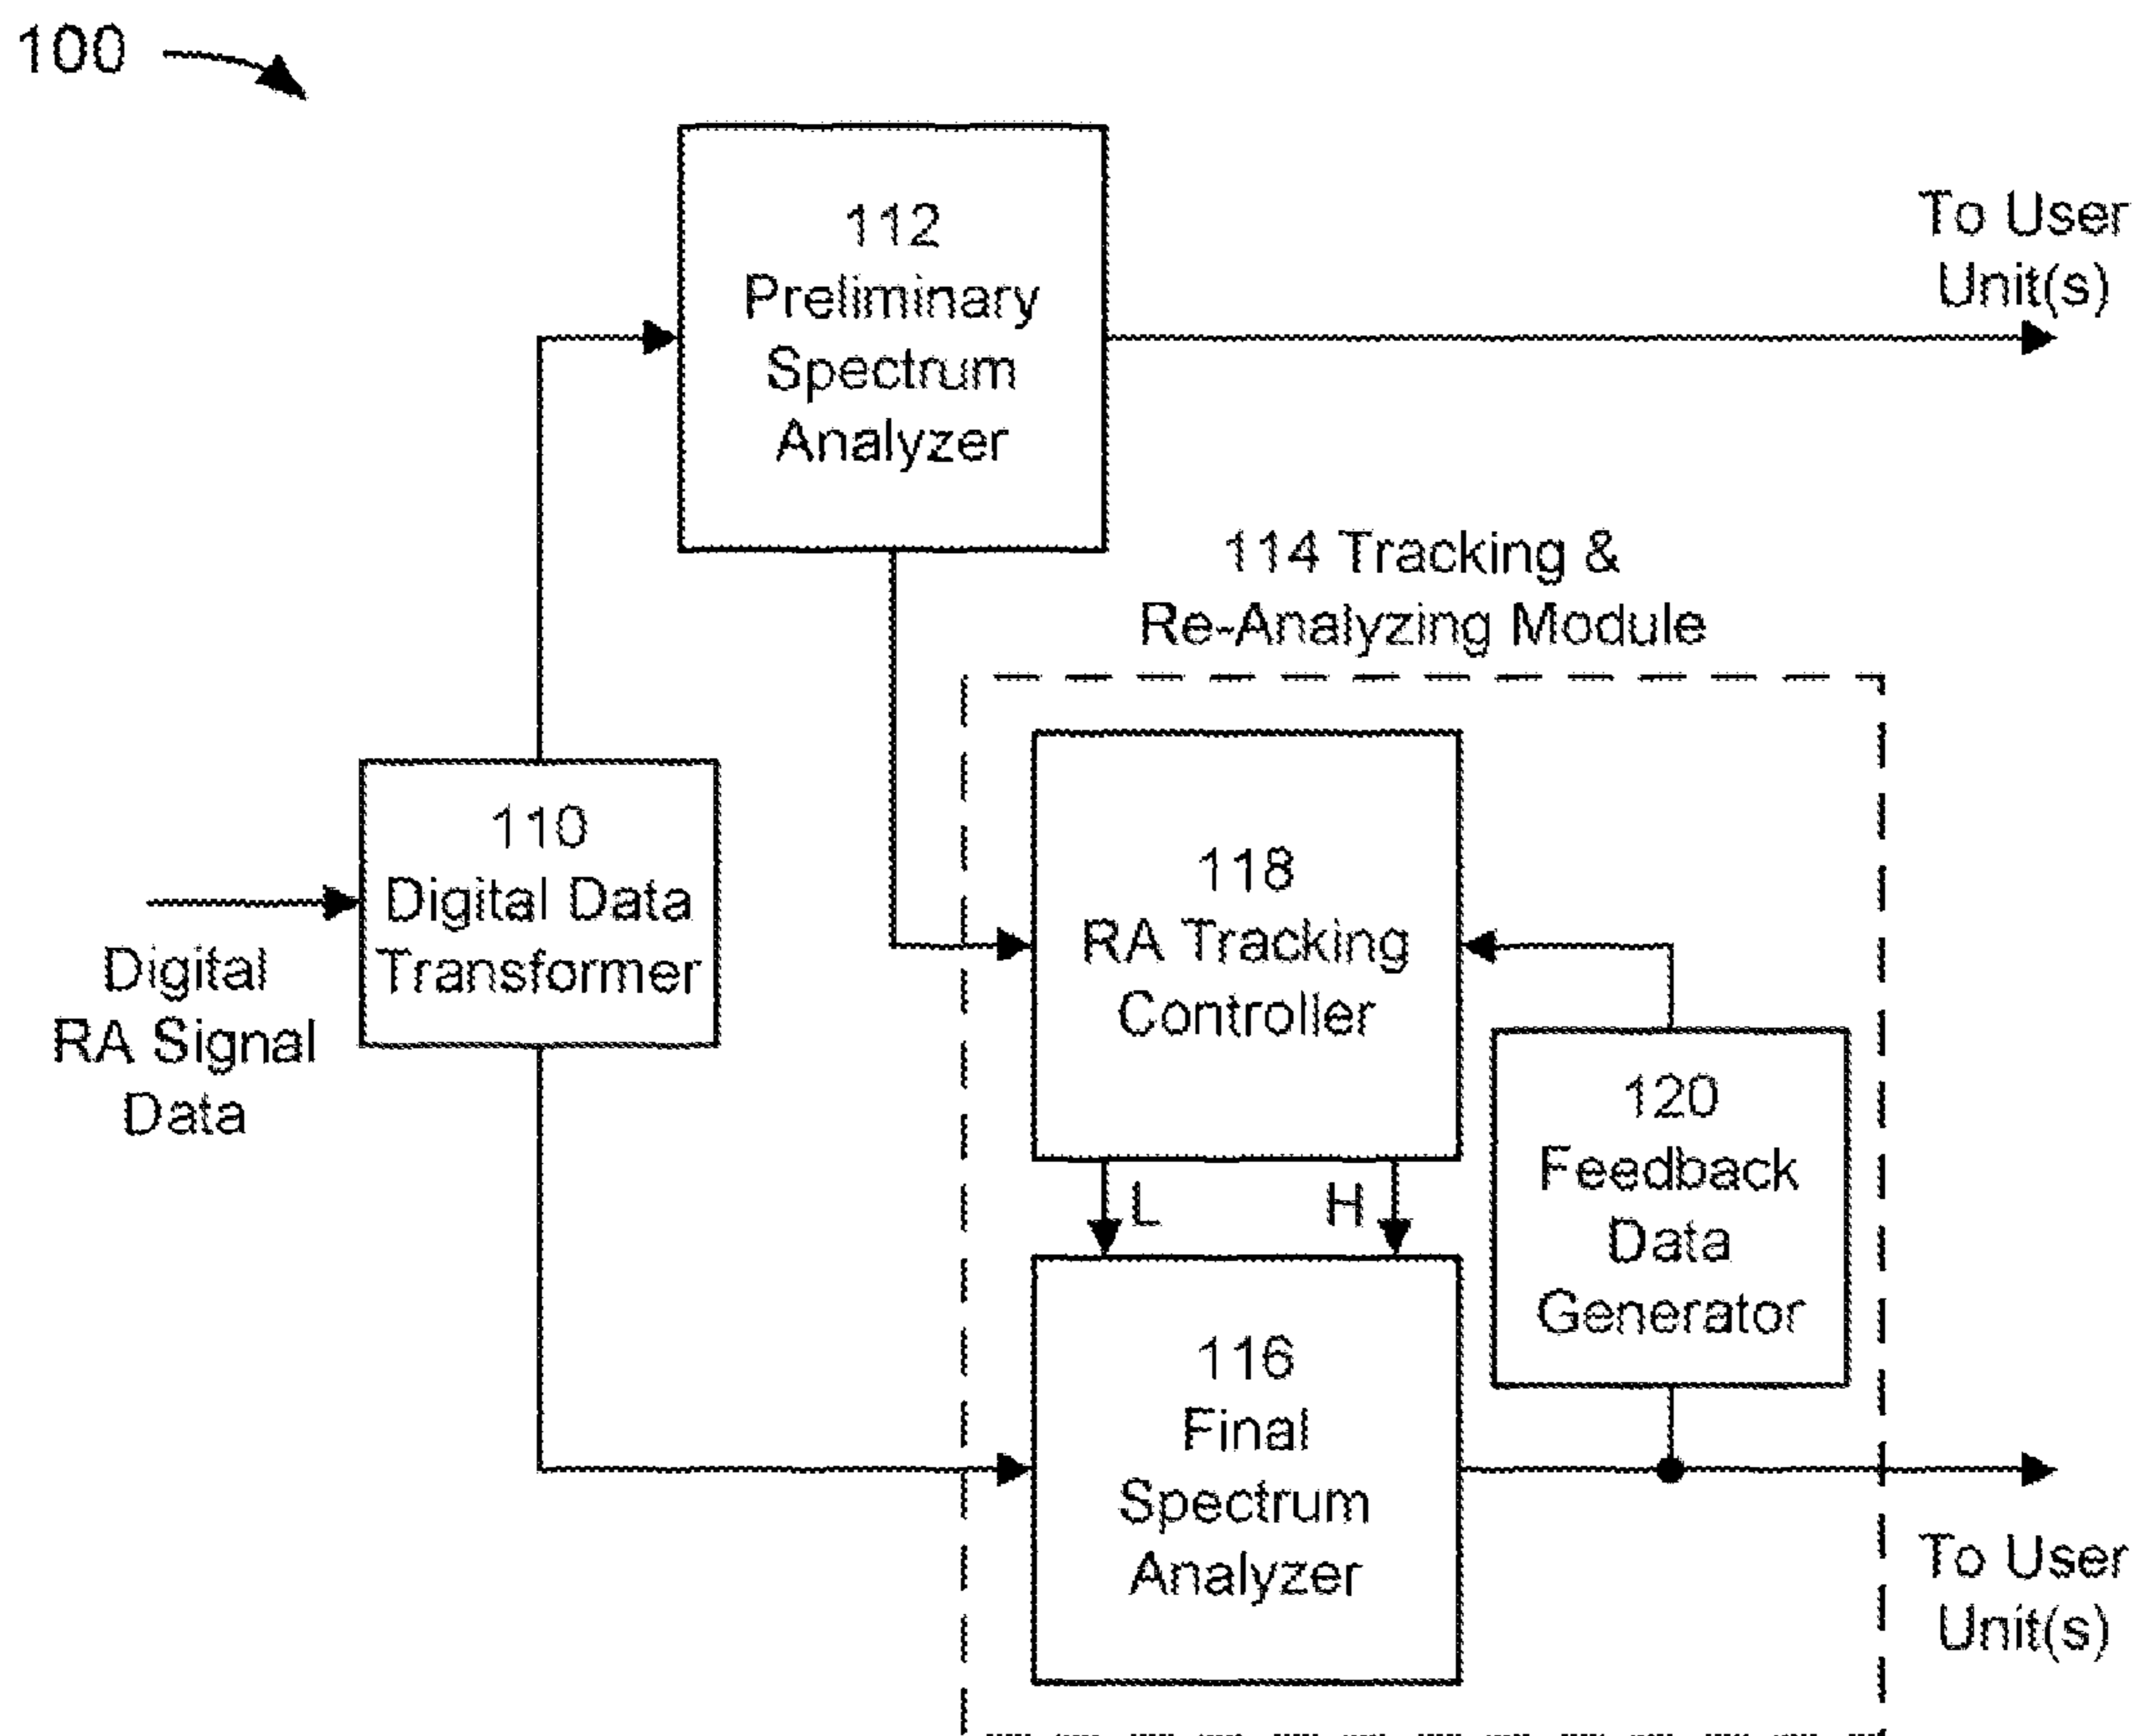 100
112
Preliminary
Spectrum
Analyzer
To User
Unit(s)
114 Tracking &
Re-Analyzing Module
110
Digital Data
Transformer
Digital
RA Signal
Data
118
RA Tracking
Controller
120
Feedback
Data
Generator
L
H
116
Final
Spectrum
Analyzer
To User
Unit(s)